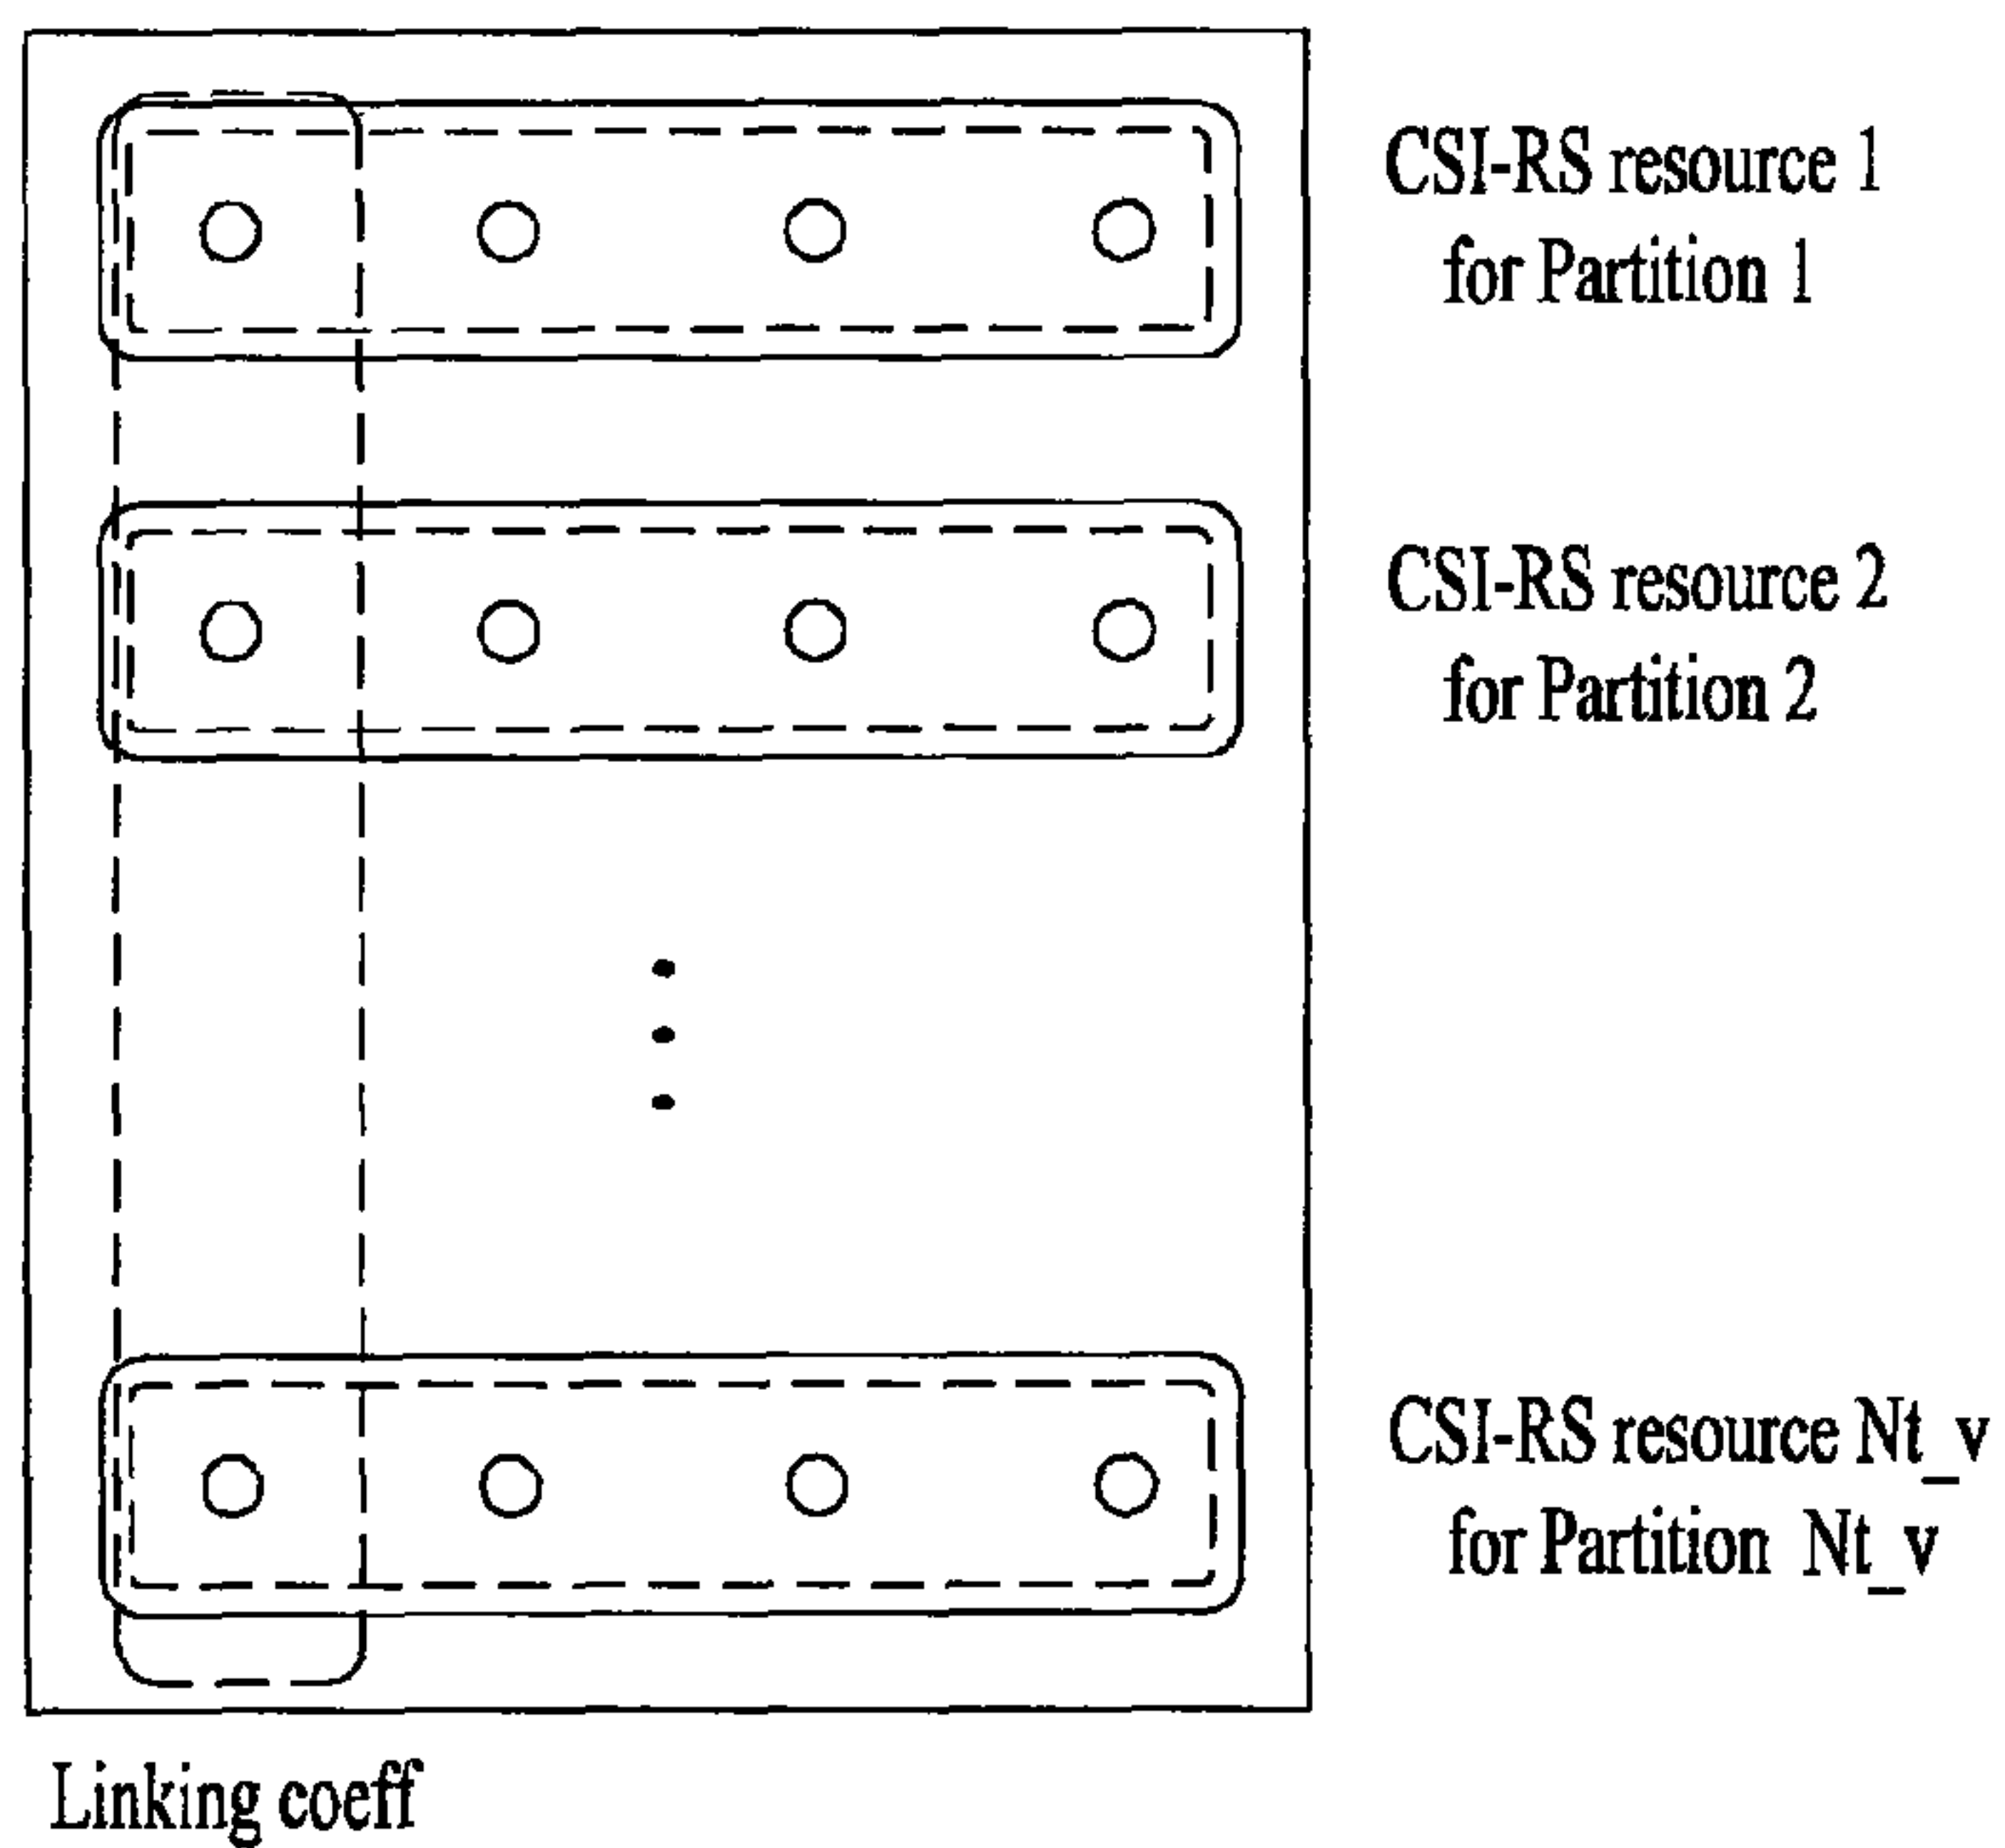 CSI-RS resource 1
for Partition 1
CSI-RS resource 2
for Partition 2
CSI-RS resource Nt_v
for Partition Nt_v
Linking coeff